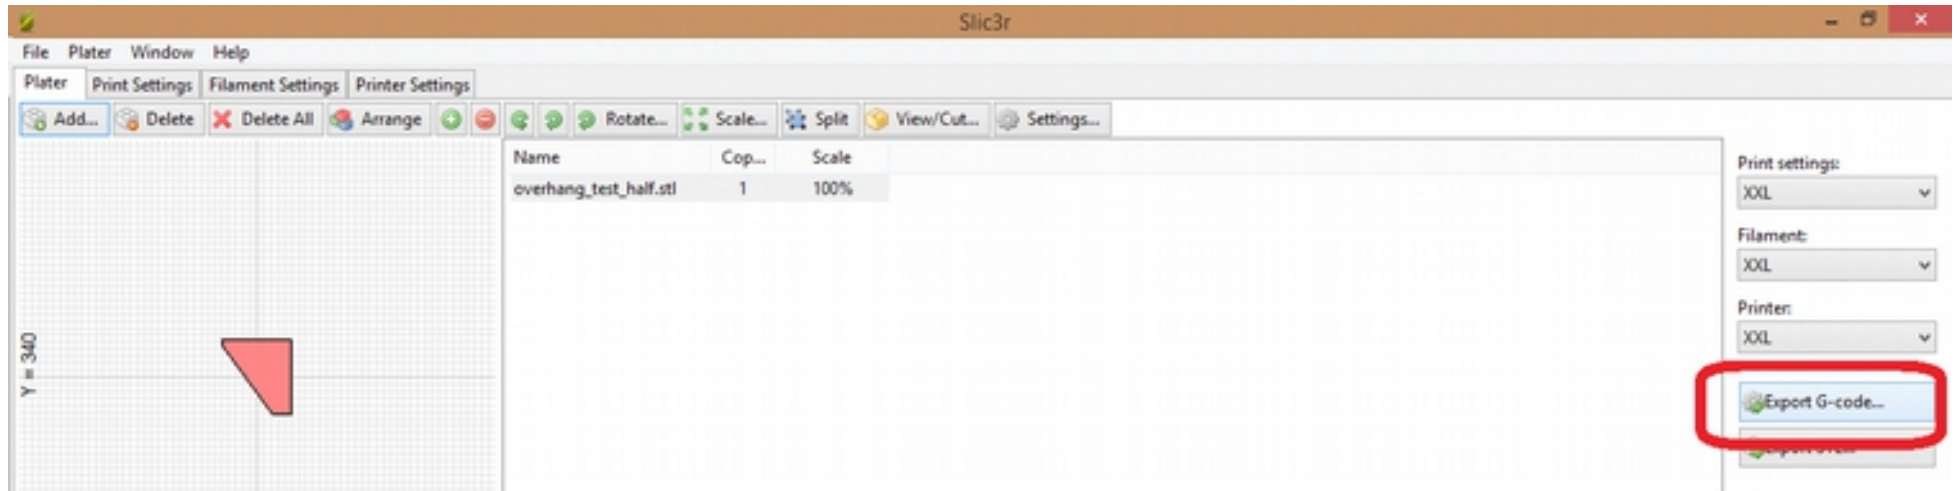 Slic3r
File Plater Window Help
Plater Print Settings Filament Settings Printer Settings
Add... Delete Delete All Arrange Rotate... Scale... Split View/Cut... Settings...
Name Cop... Scale
overhang_test_half.stl 1 100%
Print settings:
XXL
Filament:
XXL
Printer:
XXL
Y = 340
Export G-code...